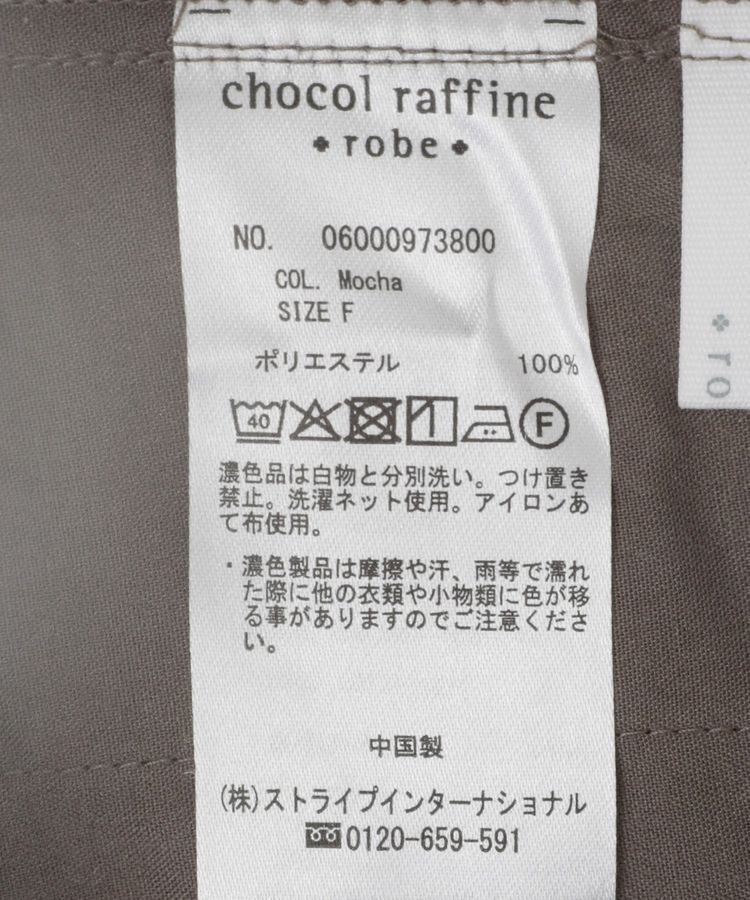 chocol raffine
robe
NO. 06000973800
COL. Mocha
SIZE F
ポリエステル 100%
40 F
濃色品は白物と分別洗い。つけ置き
禁止。洗濯ネット使用。アイロンあ
て布使用。
・濃色製品は摩擦や汗、雨等で濡れ
た際に他の衣類や小物類に色が移
る事がありますのでご注意くださ
い。
中国製
(株)ストライプインターナショナル
0120-659-591
ro